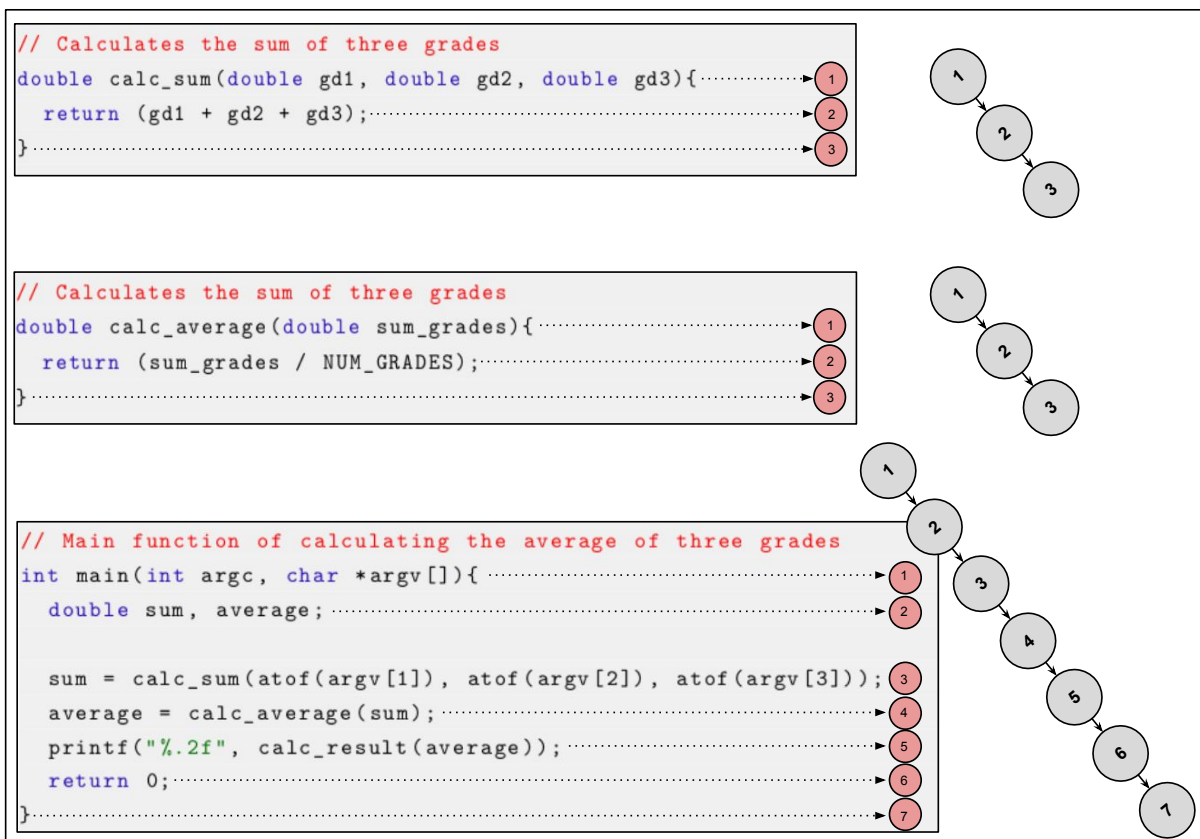 // Calculates the sum of three grades
double calc_sum(double gd1, double gd2, double gd3){ 1
return (gd1 + gd2 + gd3); 2
} 3
1
2
3
// Calculates the sum of three grades
double calc_average(double sum_grades){ 1
return (sum_grades / NUM_GRADES); 2
} 3
1
2
3
// Main function of calculating the average of three grades
int main(int argc, char *argv[]){ 1
double sum, average; 2
sum = calc_sum(atof(argv[1]), atof(argv[2]), atof(argv[3])); 3
average = calc_average(sum); 4
printf("%.2f", calc_result(average)); 5
return 0; 6
} 7
1
2
3
4
5
6
7